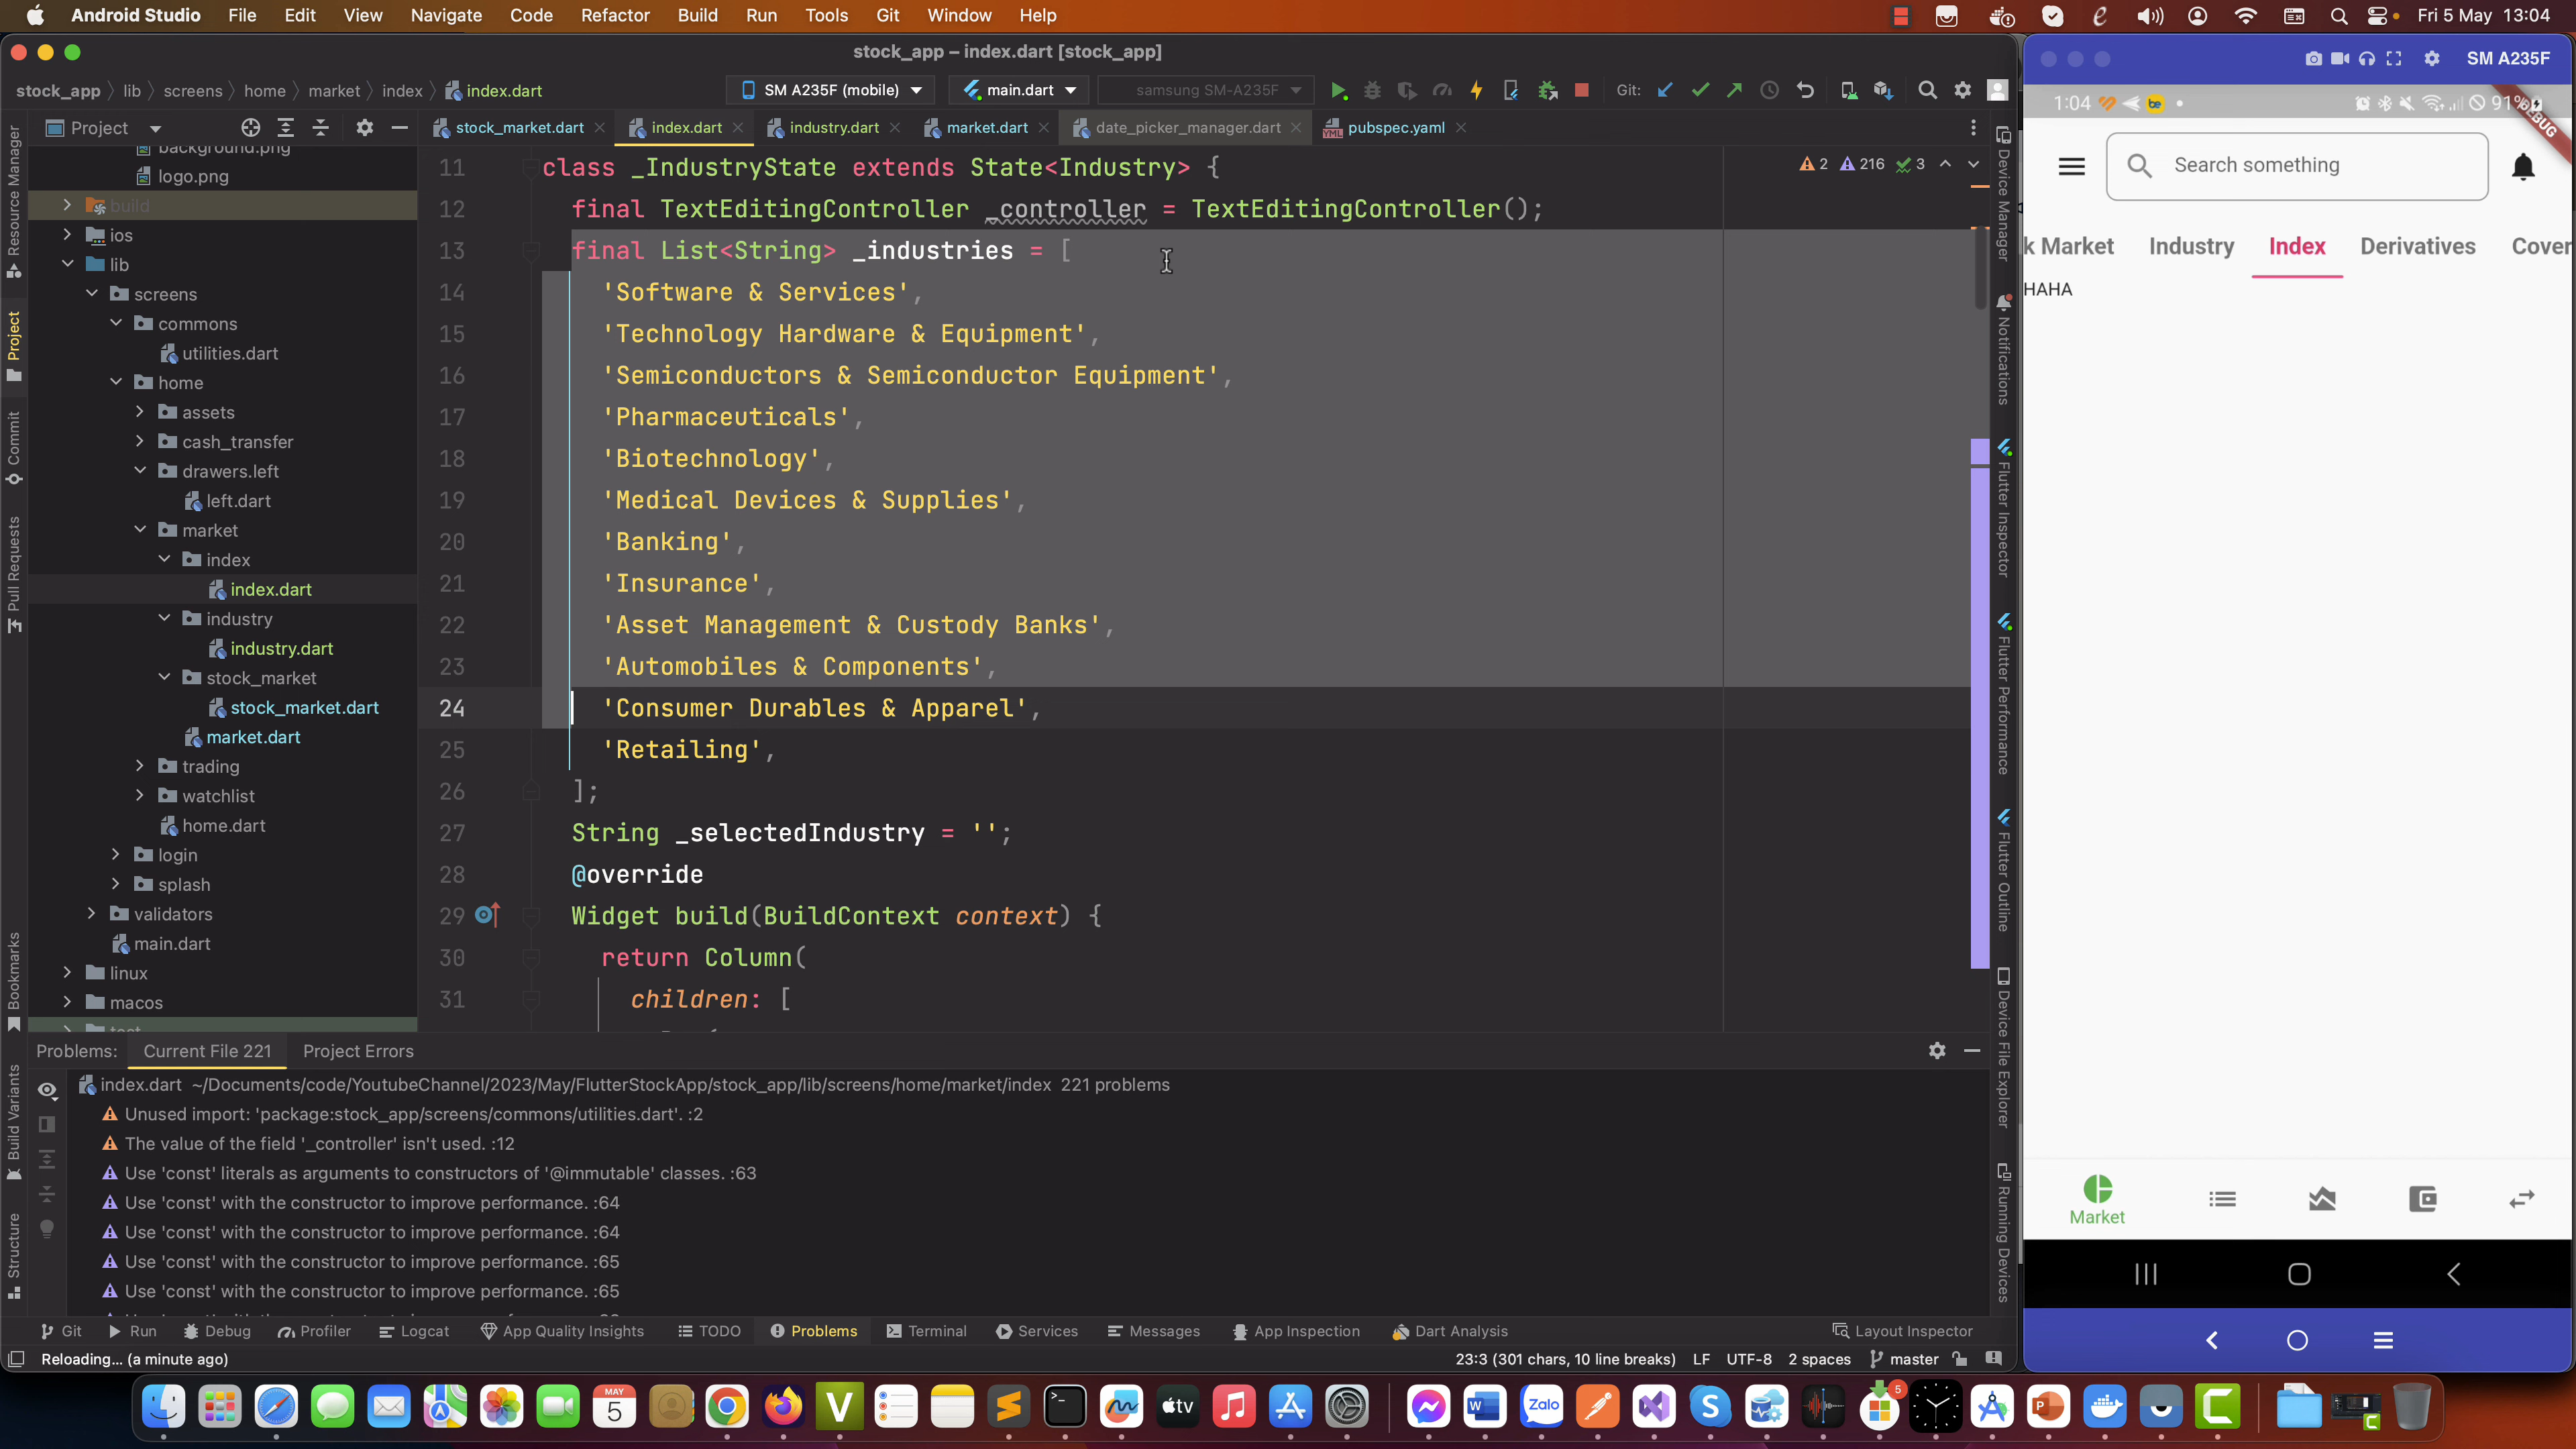 Android Studio File Edit View Navigate Code Refactor Build Run Tools Git Window Help
Fri 5 May 13:04
stock_app – index.dart [stock_app]
SM A235F
stock_app lib screens home market index index.dart
SM A235F (mobile) main.dart samsung SM-A235F Git:
Project
stock_market.dart index.dart industry.dart market.dart date_picker_manager.dart pubspec.yaml
background.png
logo.png
build
ios
lib
screens
commons
utilities.dart
home
assets
cash_transfer
drawers.left
left.dart
market
index
index.dart
industry
industry.dart
stock_market
stock_market.dart
market.dart
trading
watchlist
home.dart
login
splash
validators
main.dart
linux
macos
test
Resource Manager
Project
Commit
Pull Requests
Bookmarks
Build Variants
Structure
2 216 3
11 class _IndustryState extends State<Industry> {
12 final TextEditingController _controller = TextEditingController();
13 final List<String> _industries = [
14 'Software & Services',
15 'Technology Hardware & Equipment',
16 'Semiconductors & Semiconductor Equipment',
17 'Pharmaceuticals',
18 'Biotechnology',
19 'Medical Devices & Supplies',
20 'Banking',
21 'Insurance',
22 'Asset Management & Custody Banks',
23 'Automobiles & Components',
24 'Consumer Durables & Apparel',
25 'Retailing',
26 ];
27 String _selectedIndustry = '';
28 @override
29 Widget build(BuildContext context) {
30 return Column(
31 children: [
Device Manager
Notifications
Flutter Inspector
Flutter Performance
Flutter Outline
Device File Explorer
Running Devices
Problems: Current File 221 Project Errors
index.dart ~/Documents/code/YoutubeChannel/2023/May/FlutterStockApp/stock_app/lib/screens/home/market/index 221 problems
Unused import: 'package:stock_app/screens/commons/utilities.dart'. :2
The value of the field '_controller' isn't used. :12
Use 'const' literals as arguments to constructors of '@immutable' classes. :63
Use 'const' with the constructor to improve performance. :64
Use 'const' with the constructor to improve performance. :64
Use 'const' with the constructor to improve performance. :65
Use 'const' with the constructor to improve performance. :65
Git Run Debug Profiler Logcat App Quality Insights TODO Problems Terminal Services Messages App Inspection Dart Analysis Layout Inspector
Reloading... (a minute ago)
23:3 (301 chars, 10 line breaks) LF UTF-8 2 spaces master
1:04 be 91%
DEBUG
Search something
k Market Industry Index Derivatives Cover
HAHA
Market
MAY
5
tv
Zalo
5